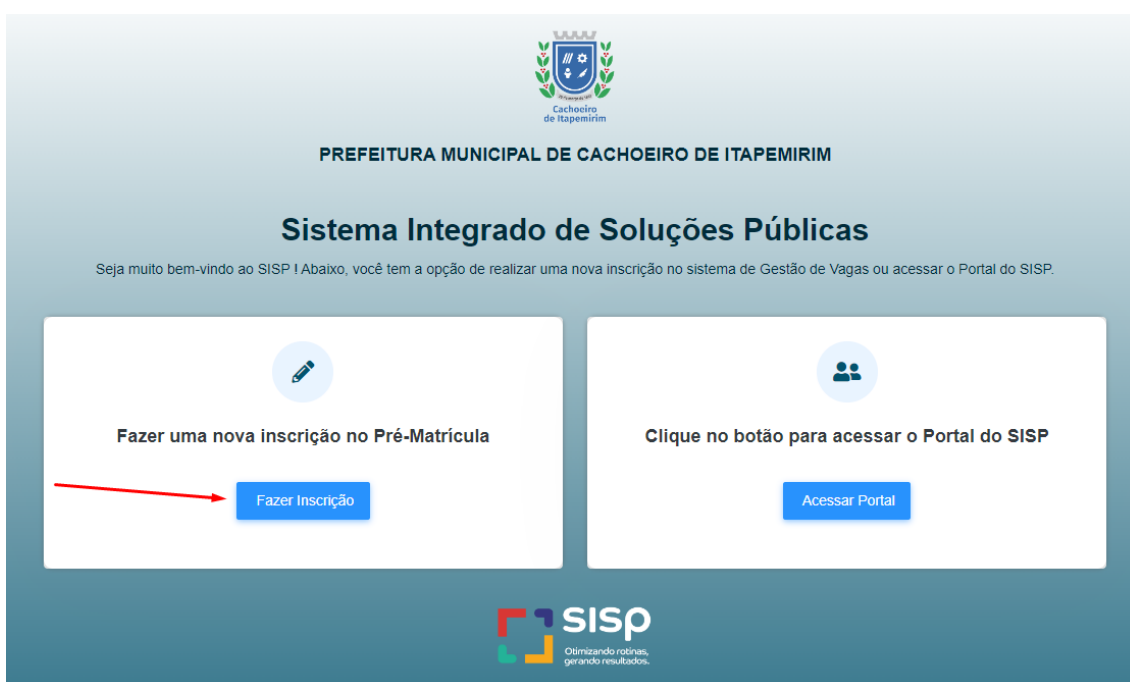 Cachoeiro
de Itapemirim
PREFEITURA MUNICIPAL DE CACHOEIRO DE ITAPEMIRIM
Sistema Integrado de Soluções Públicas
Seja muito bem-vindo ao SISP ! Abaixo, você tem a opção de realizar uma nova inscrição no sistema de Gestão de Vagas ou acessar o Portal do SISP.
Fazer uma nova inscrição no Pré-Matrícula
Fazer Inscrição
Clique no botão para acessar o Portal do SISP
Acessar Portal
SISP
Otimizando rotinas,
gerando resultados.